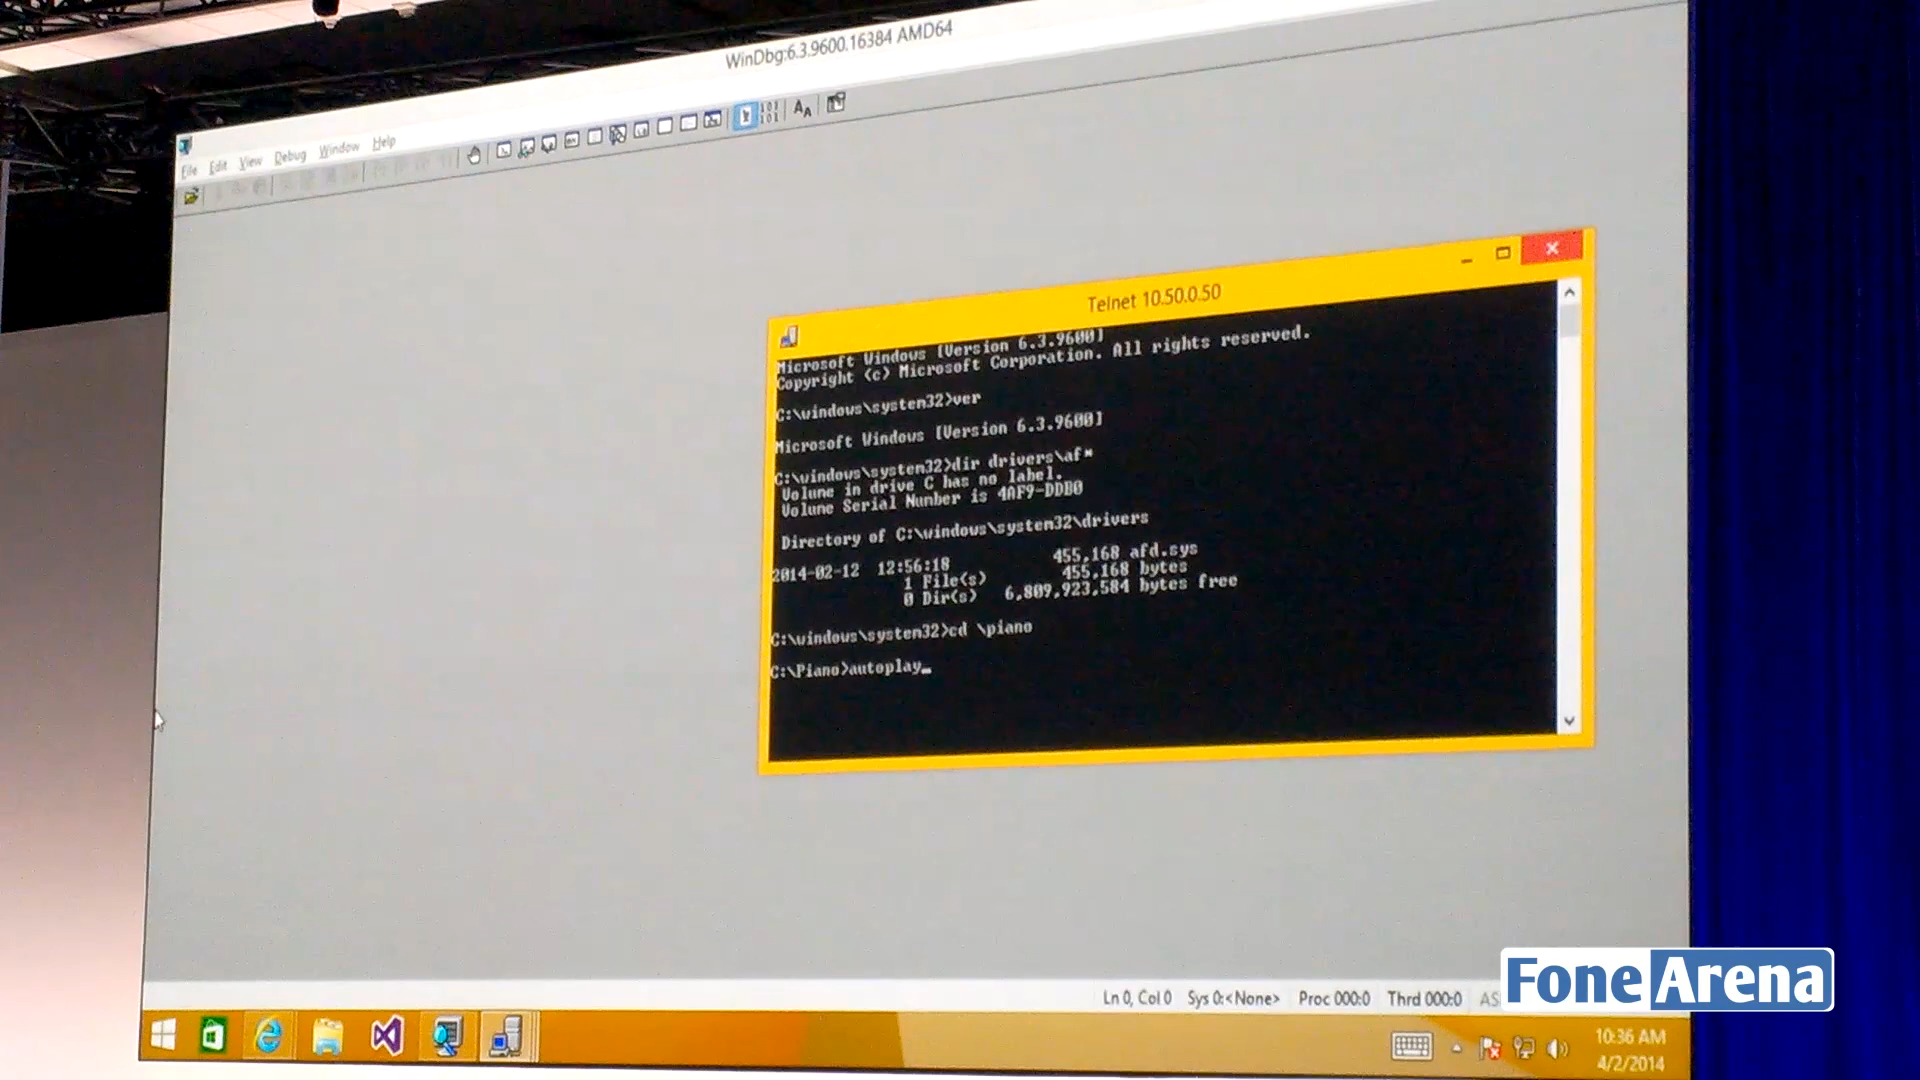 WinDbg:6.3.9600.16384 AMD64
File Edit View Debug Window Help
Telnet 10.50.0.50
Microsoft Windows [Version 6.3.9600]
Copyright (c) Microsoft Corporation. All rights reserved.
C:\windows\system32>ver
Microsoft Windows [Version 6.3.9600]
C:\windows\system32>dir drivers\af*
Volume in drive C has no label.
Volume Serial Number is 4AF9-DDB0
Directory of C:\windows\system32\drivers
2014-02-12 12:56:18 455,168 afd.sys
1 File(s) 455,168 bytes
0 Dir(s) 6,809,923,584 bytes free
C:\windows\system32>cd \piano
C:\Piano>autoplay_
Ln 0, Col 0 Sys 0:<None> Proc 000:0 Thrd 000:0 AS
FoneArena
10:36 AM
4/2/2014